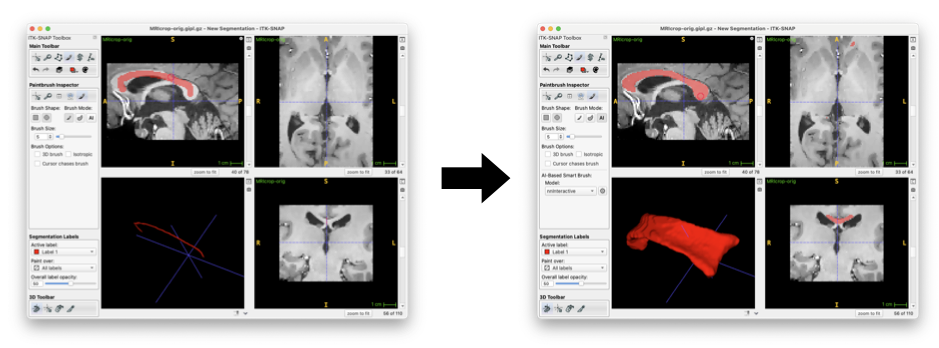 MRIcrop-orig.gipl.gz - New Segmentation - ITK-SNAP
ITK-SNAP Toolbox
Main Toolbar
Paintbrush Inspector
Brush Shape: Brush Mode:
AI
Brush Size:
5
Brush Options:
3D brush Isotropic
Cursor chases brush
Segmentation Labels
Active label:
Label 1
Paint over:
All labels
Overall label opacity:
50
3D Toolbar
MRIcrop-orig
S
A
P
I
1 cm
zoom to fit 40 of 78
MRIcrop-orig
A
R
L
P
1 cm
zoom to fit 33 of 64
MRIcrop-orig
S
R
L
I
1 cm
zoom to fit 56 of 110
MRIcrop-orig.gipl.gz - New Segmentation - ITK-SNAP
ITK-SNAP Toolbox
Main Toolbar
Paintbrush Inspector
Brush Shape: Brush Mode:
AI
Brush Size:
5
Brush Options:
3D brush Isotropic
Cursor chases brush
AI-Based Smart Brush:
Model:
nnInteractive
Segmentation Labels
Active label:
Label 1
Paint over:
All labels
Overall label opacity:
50
3D Toolbar
MRIcrop-orig
S
A
P
I
1 cm
zoom to fit 40 of 78
MRIcrop-orig
A
R
L
P
1 cm
zoom to fit 33 of 64
MRIcrop-orig
S
R
L
I
1 cm
zoom to fit 56 of 110